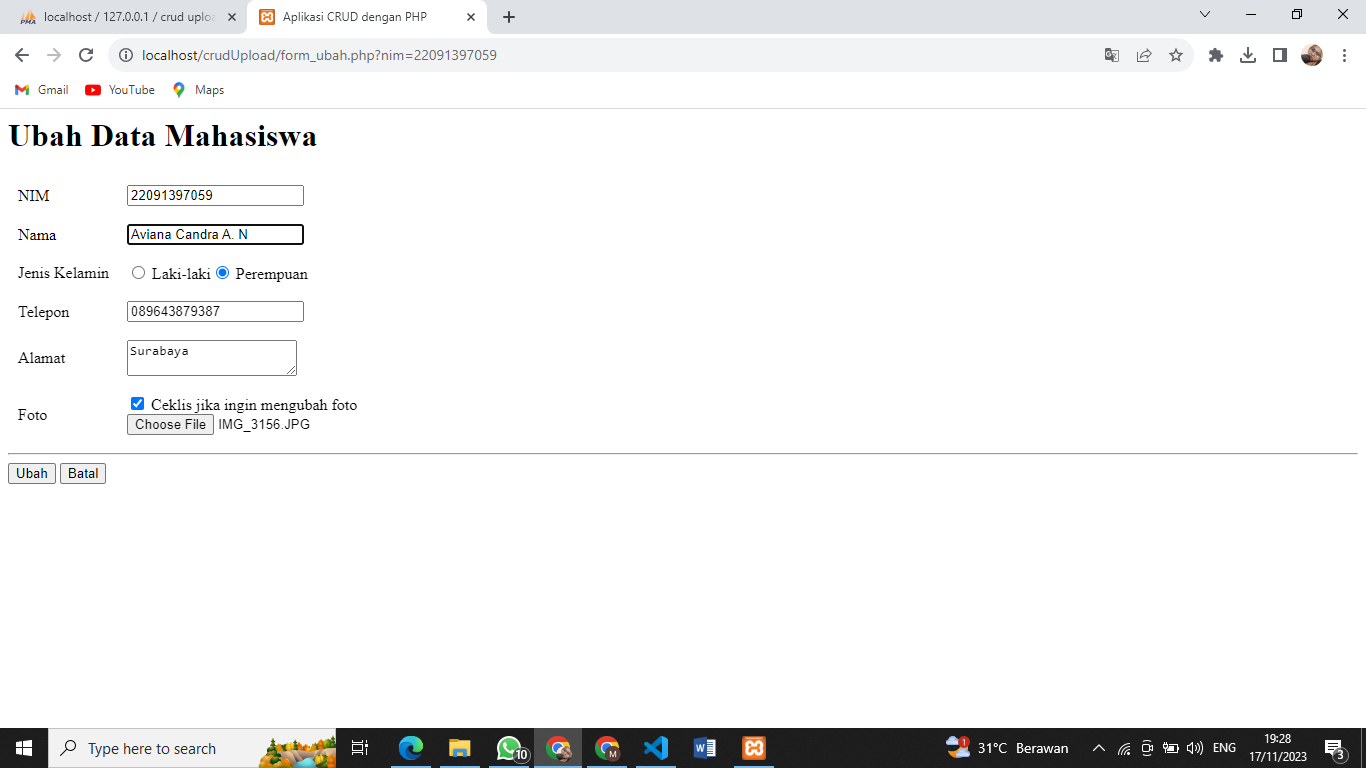 localhost / 127.0.0.1 / crud uploa
Aplikasi CRUD dengan PHP
localhost/crudUpload/form_ubah.php?nim=22091397059
Gmail YouTube Maps
Ubah Data Mahasiswa
NIM 22091397059
Nama Aviana Candra A. N
Jenis Kelamin Laki-laki Perempuan
Telepon 089643879387
Alamat Surabaya
Foto Ceklis jika ingin mengubah foto
Choose File IMG_3156.JPG
Ubah Batal
Type here to search
10
M
1
31°C Berawan
ENG
19:28
17/11/2023
3